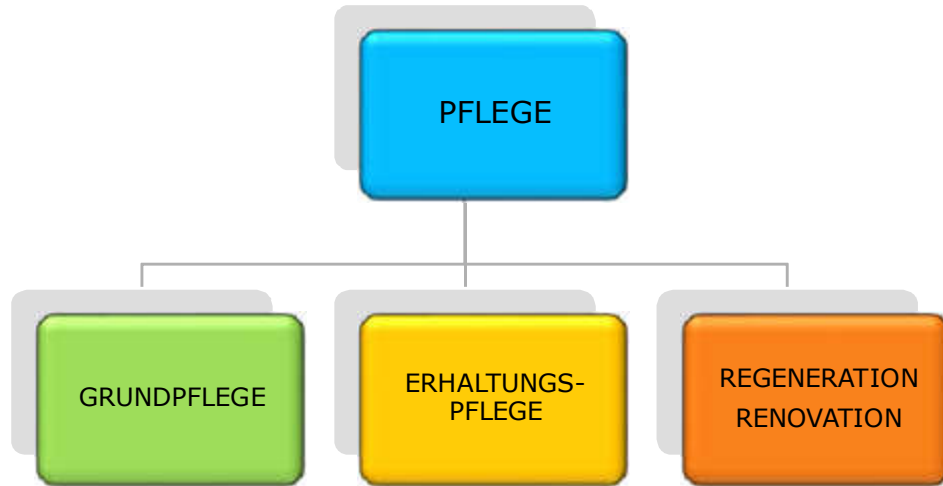 PFLEGE
GRUNDPFLEGE
ERHALTUNGS-
PFLEGE
REGENERATION
RENOVATION